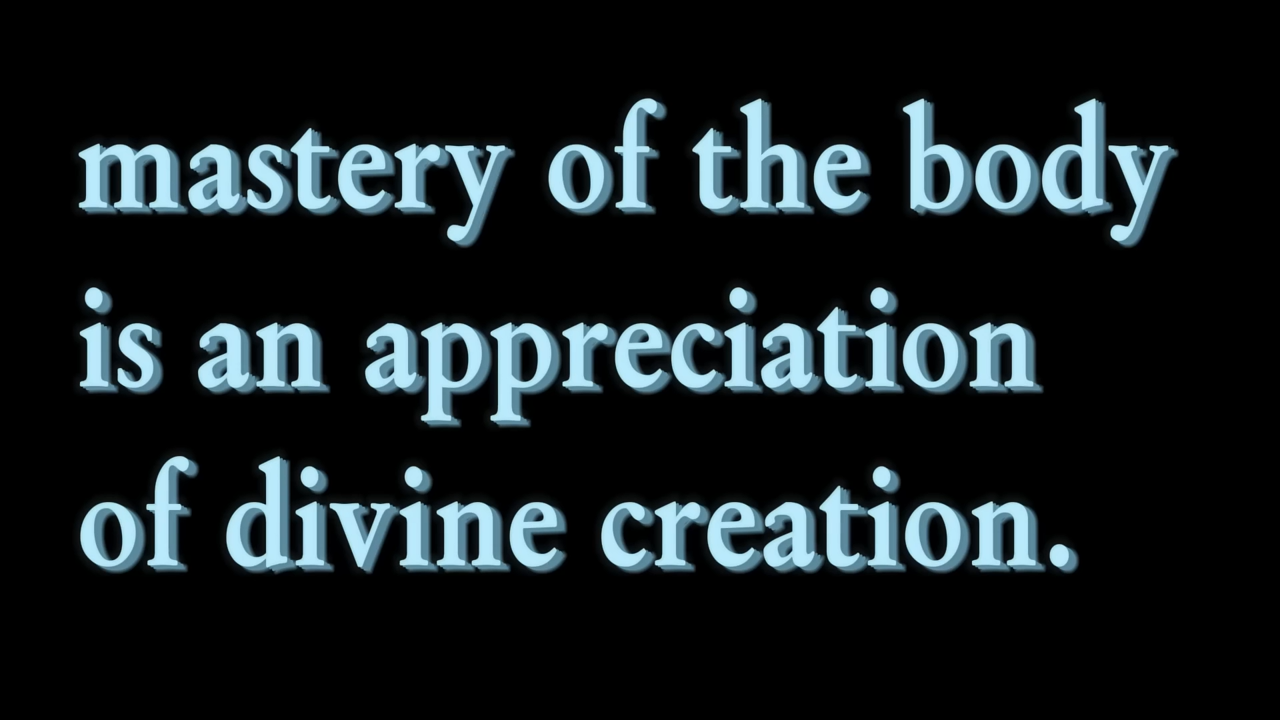 mastery of the body
is an appreciation
of divine creation.